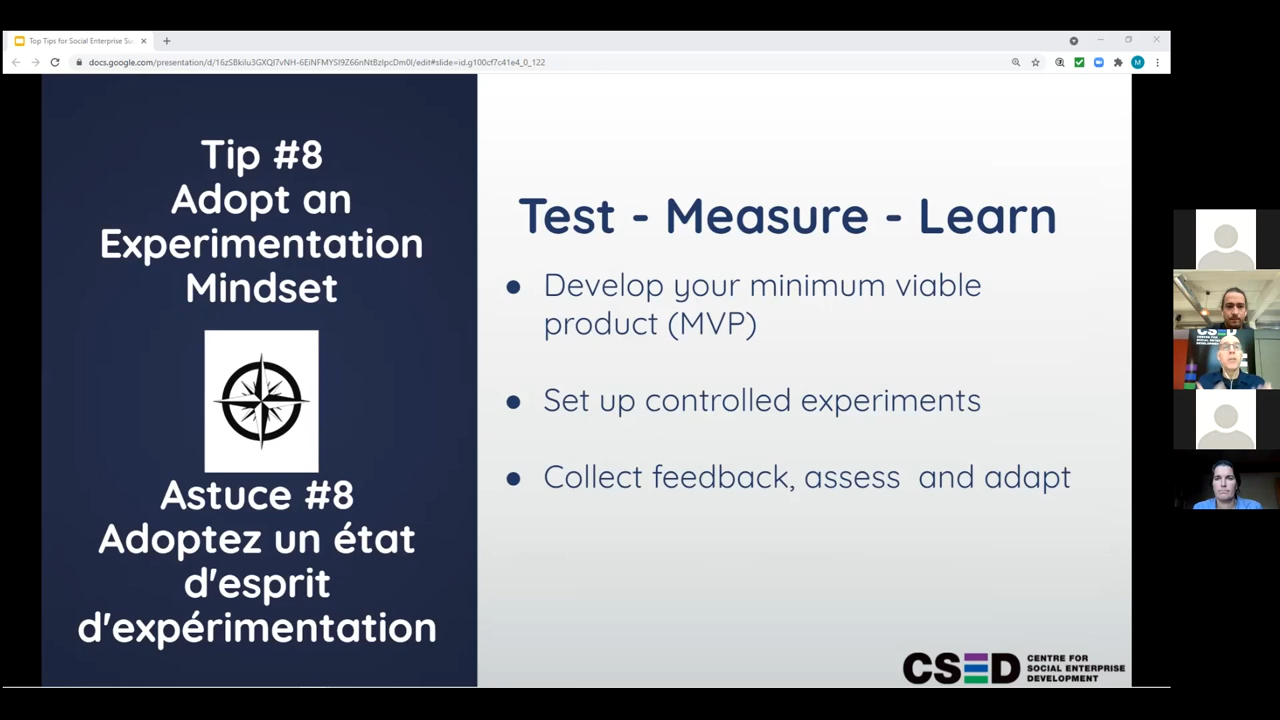 Top Tips for Social Enterprise Su
docs.google.com/presentation/d/16zSBkilu3GXQI7vNH-6EiNFMYSI9Z66nNtBzlpcDm0I/edit#slide=id.g100cf7c41e4_0_122
M
Tip #8
Adopt an
Experimentation
Mindset
Astuce #8
Adoptez un état
d'esprit
d'expérimentation
Test - Measure - Learn
● Develop your minimum viable
product (MVP)
● Set up controlled experiments
● Collect feedback, assess and adapt
CSED
CENTRE FOR
SOCIAL ENTERPRISE
DEVELOPMENT